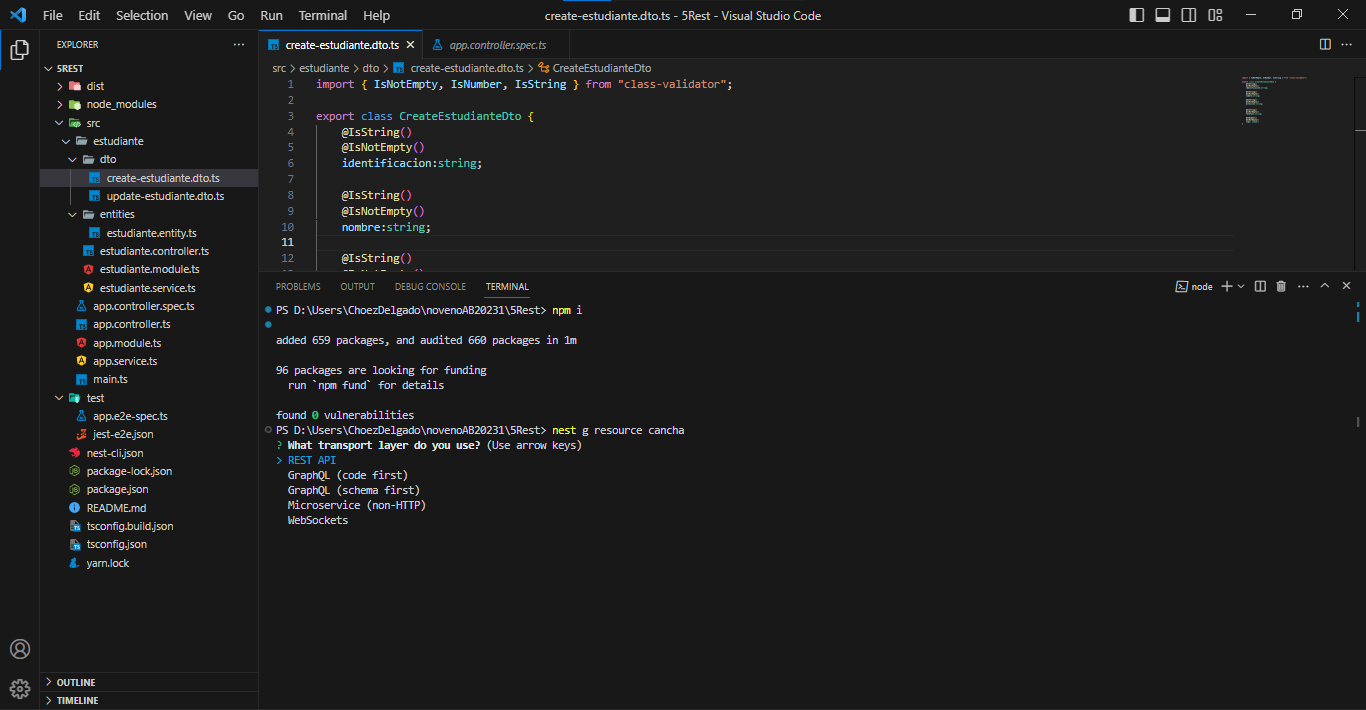 File Edit Selection View Go Run Terminal Help
create-estudiante.dto.ts - 5Rest - Visual Studio Code
EXPLORER
5REST
dist
node_modules
src
estudiante
dto
create-estudiante.dto.ts
update-estudiante.dto.ts
entities
estudiante.entity.ts
estudiante.controller.ts
estudiante.module.ts
estudiante.service.ts
app.controller.spec.ts
app.controller.ts
app.module.ts
app.service.ts
main.ts
test
app.e2e-spec.ts
jest-e2e.json
nest-cli.json
package-lock.json
package.json
README.md
tsconfig.build.json
tsconfig.json
yarn.lock
OUTLINE
TIMELINE
create-estudiante.dto.ts app.controller.spec.ts
src > estudiante > dto > create-estudiante.dto.ts > CreateEstudianteDto
1 import { IsNotEmpty, IsNumber, IsString } from "class-validator";
2
3 export class CreateEstudianteDto {
4 @IsString()
5 @IsNotEmpty()
6 identificacion:string;
7
8 @IsString()
9 @IsNotEmpty()
10 nombre:string;
11
12 @IsString()
PROBLEMS OUTPUT DEBUG CONSOLE TERMINAL
node
PS D:\Users\ChoezDelgado\novenoAB20231\5Rest> npm i
added 659 packages, and audited 660 packages in 1m
96 packages are looking for funding
run `npm fund` for details
found 0 vulnerabilities
PS D:\Users\ChoezDelgado\novenoAB20231\5Rest> nest g resource cancha
? What transport layer do you use? (Use arrow keys)
> REST API
GraphQL (code first)
GraphQL (schema first)
Microservice (non-HTTP)
WebSockets